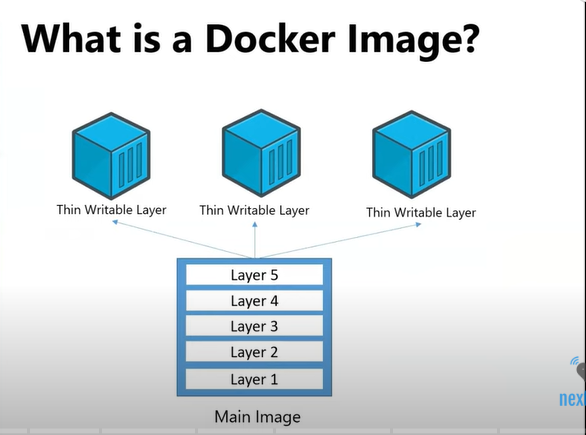 What is a Docker Image?
Thin Writable Layer
Thin Writable Layer
Thin Writable Layer
Layer 5
Layer 4
Layer 3
Layer 2
Layer 1
Main Image